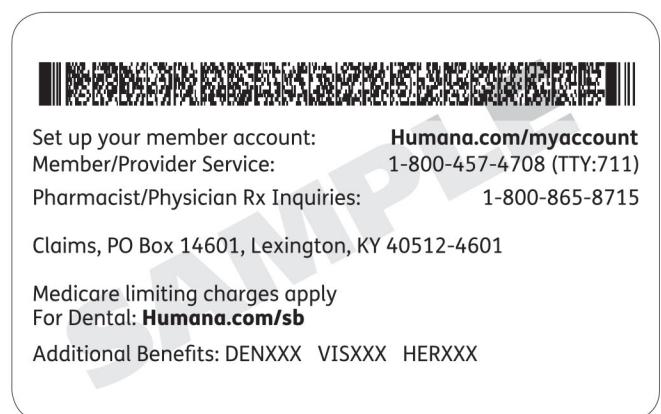 Set up your member account: Humana.com/myaccount
Member/Provider Service: 1-800-457-4708 (TTY:711)
Pharmacist/Physician Rx Inquiries: 1-800-865-8715
Claims, PO Box 14601, Lexington, KY 40512-4601
Medicare limiting charges apply
For Dental: Humana.com/sb
Additional Benefits: DENXXX VISXXX HERXXX
SAMPLE